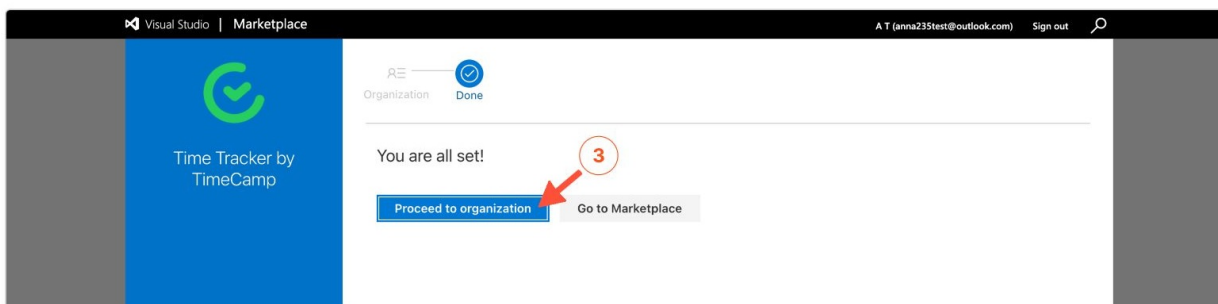 Visual Studio | Marketplace
A T (anna235test@outlook.com) Sign out
Organization
Done
Time Tracker by
TimeCamp
You are all set!
3
Proceed to organization
Go to Marketplace